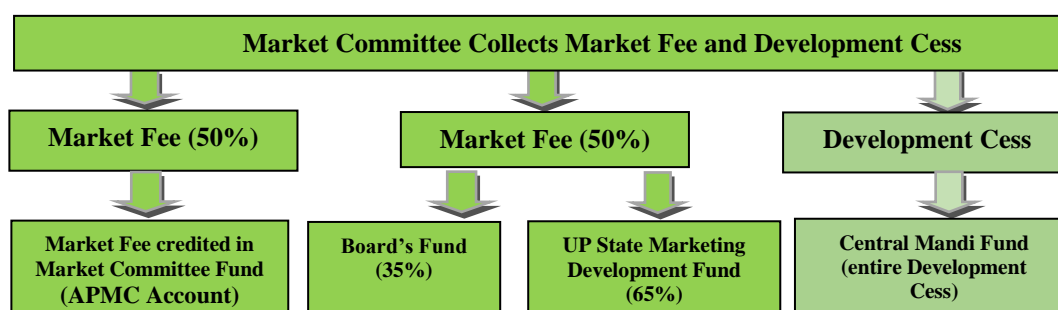 Market Committee Collects Market Fee and Development Cess
Market Fee (50%)
Market Fee (50%)
Development Cess
Market Fee credited in
Market Committee Fund
(APMC Account)
Board's Fund
(35%)
UP State Marketing
Development Fund
(65%)
Central Mandi Fund
(entire Development
Cess)